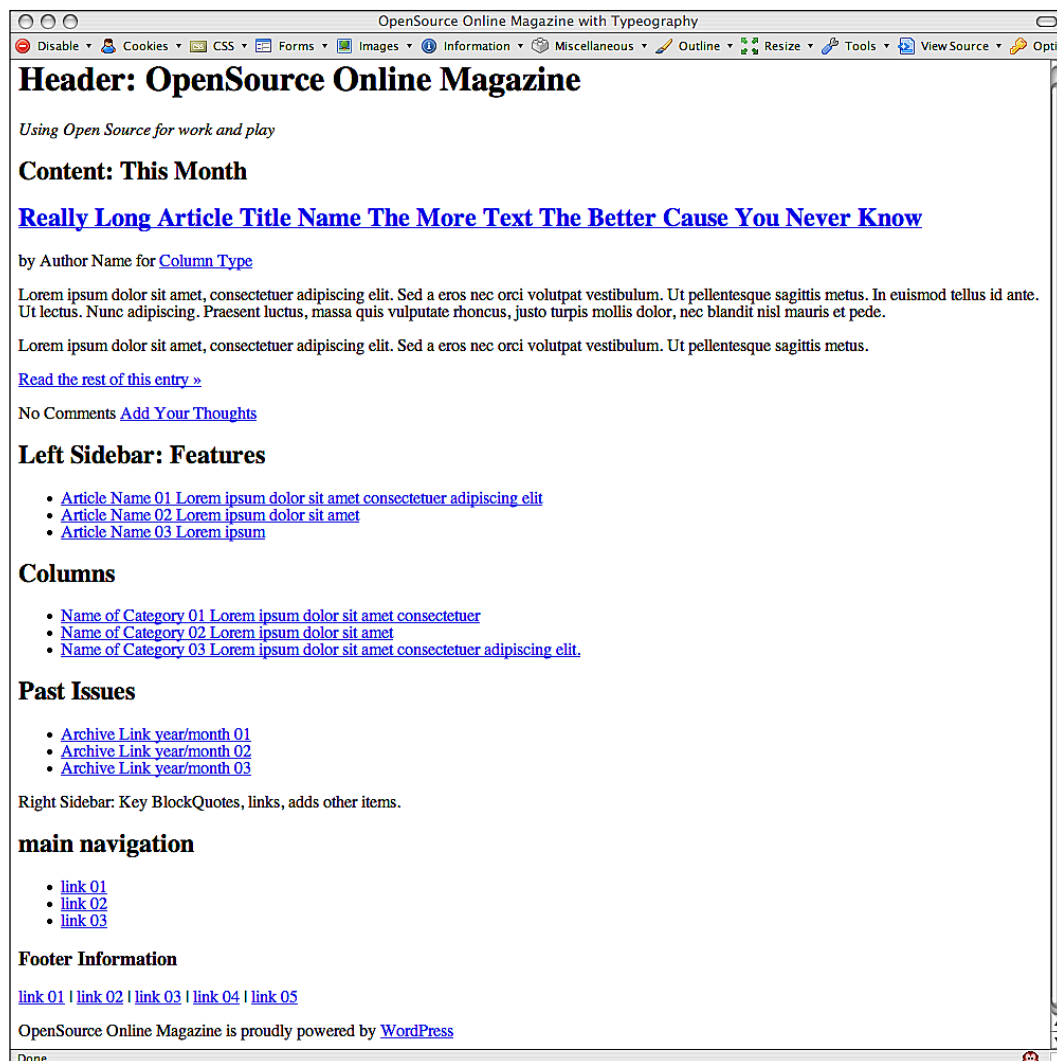 OpenSource Online Magazine with Typeography
Disable Cookies CSS Forms Images Information Miscellaneous Outline Resize Tools View Source Opti
Header: OpenSource Online Magazine
Using Open Source for work and play
Content: This Month
Really Long Article Title Name The More Text The Better Cause You Never Know
by Author Name for Column Type
Lorem ipsum dolor sit amet, consectetuer adipiscing elit. Sed a eros nec orci volutpat vestibulum. Ut pellentesque sagittis metus. In euismod tellus id ante.
Ut lectus. Nunc adipiscing. Praesent luctus, massa quis vulputate rhoncus, justo turpis mollis dolor, nec blandit nisl mauris et pede.
Lorem ipsum dolor sit amet, consectetuer adipiscing elit. Sed a eros nec orci volutpat vestibulum. Ut pellentesque sagittis metus.
Read the rest of this entry »
No Comments Add Your Thoughts
Left Sidebar: Features
• Article Name 01 Lorem ipsum dolor sit amet consectetuer adipiscing elit
• Article Name 02 Lorem ipsum dolor sit amet
• Article Name 03 Lorem ipsum
Columns
• Name of Category 01 Lorem ipsum dolor sit amet consectetuer
• Name of Category 02 Lorem ipsum dolor sit amet
• Name of Category 03 Lorem ipsum dolor sit amet consectetuer adipiscing elit.
Past Issues
• Archive Link year/month 01
• Archive Link year/month 02
• Archive Link year/month 03
Right Sidebar: Key BlockQuotes, links, adds other items.
main navigation
• link 01
• link 02
• link 03
Footer Information
link 01 | link 02 | link 03 | link 04 | link 05
OpenSource Online Magazine is proudly powered by WordPress
Done